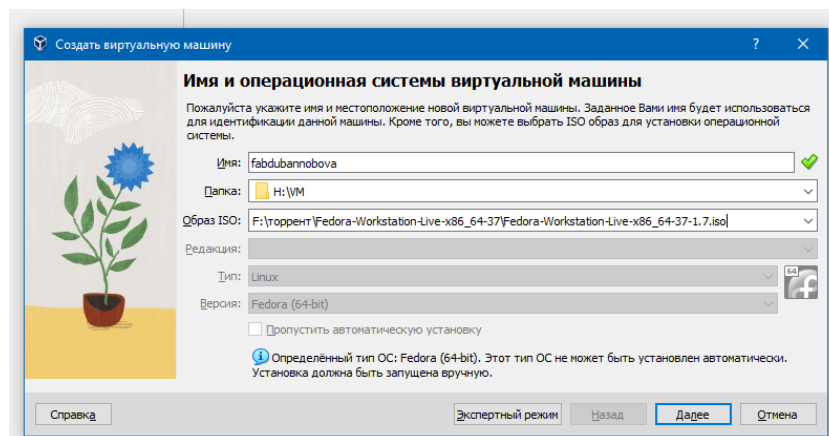 Создать виртуальную машину
?
Имя и операционная системы виртуальной машины
Пожалуйста укажите имя и местоположение новой виртуальной машины. Заданное Вами имя будет использоваться
для идентификации данной машины. Кроме того, вы можете выбрать ISO образ для установки операционной
системы.
Имя: fabdubannobova
Папка: H:\VM
Образ ISO: F:\торрент\Fedora-Workstation-Live-x86_64-37\Fedora-Workstation-Live-x86_64-37-1.7.iso
Редакция:
Тип: Linux
64
Версия: Fedora (64-bit)
Пропустить автоматическую установку
Определённый тип ОС: Fedora (64-bit). Этот тип ОС не может быть установлен автоматически.
Установка должна быть запущена вручную.
Справка Экспертный режим Назад Далее Отмена